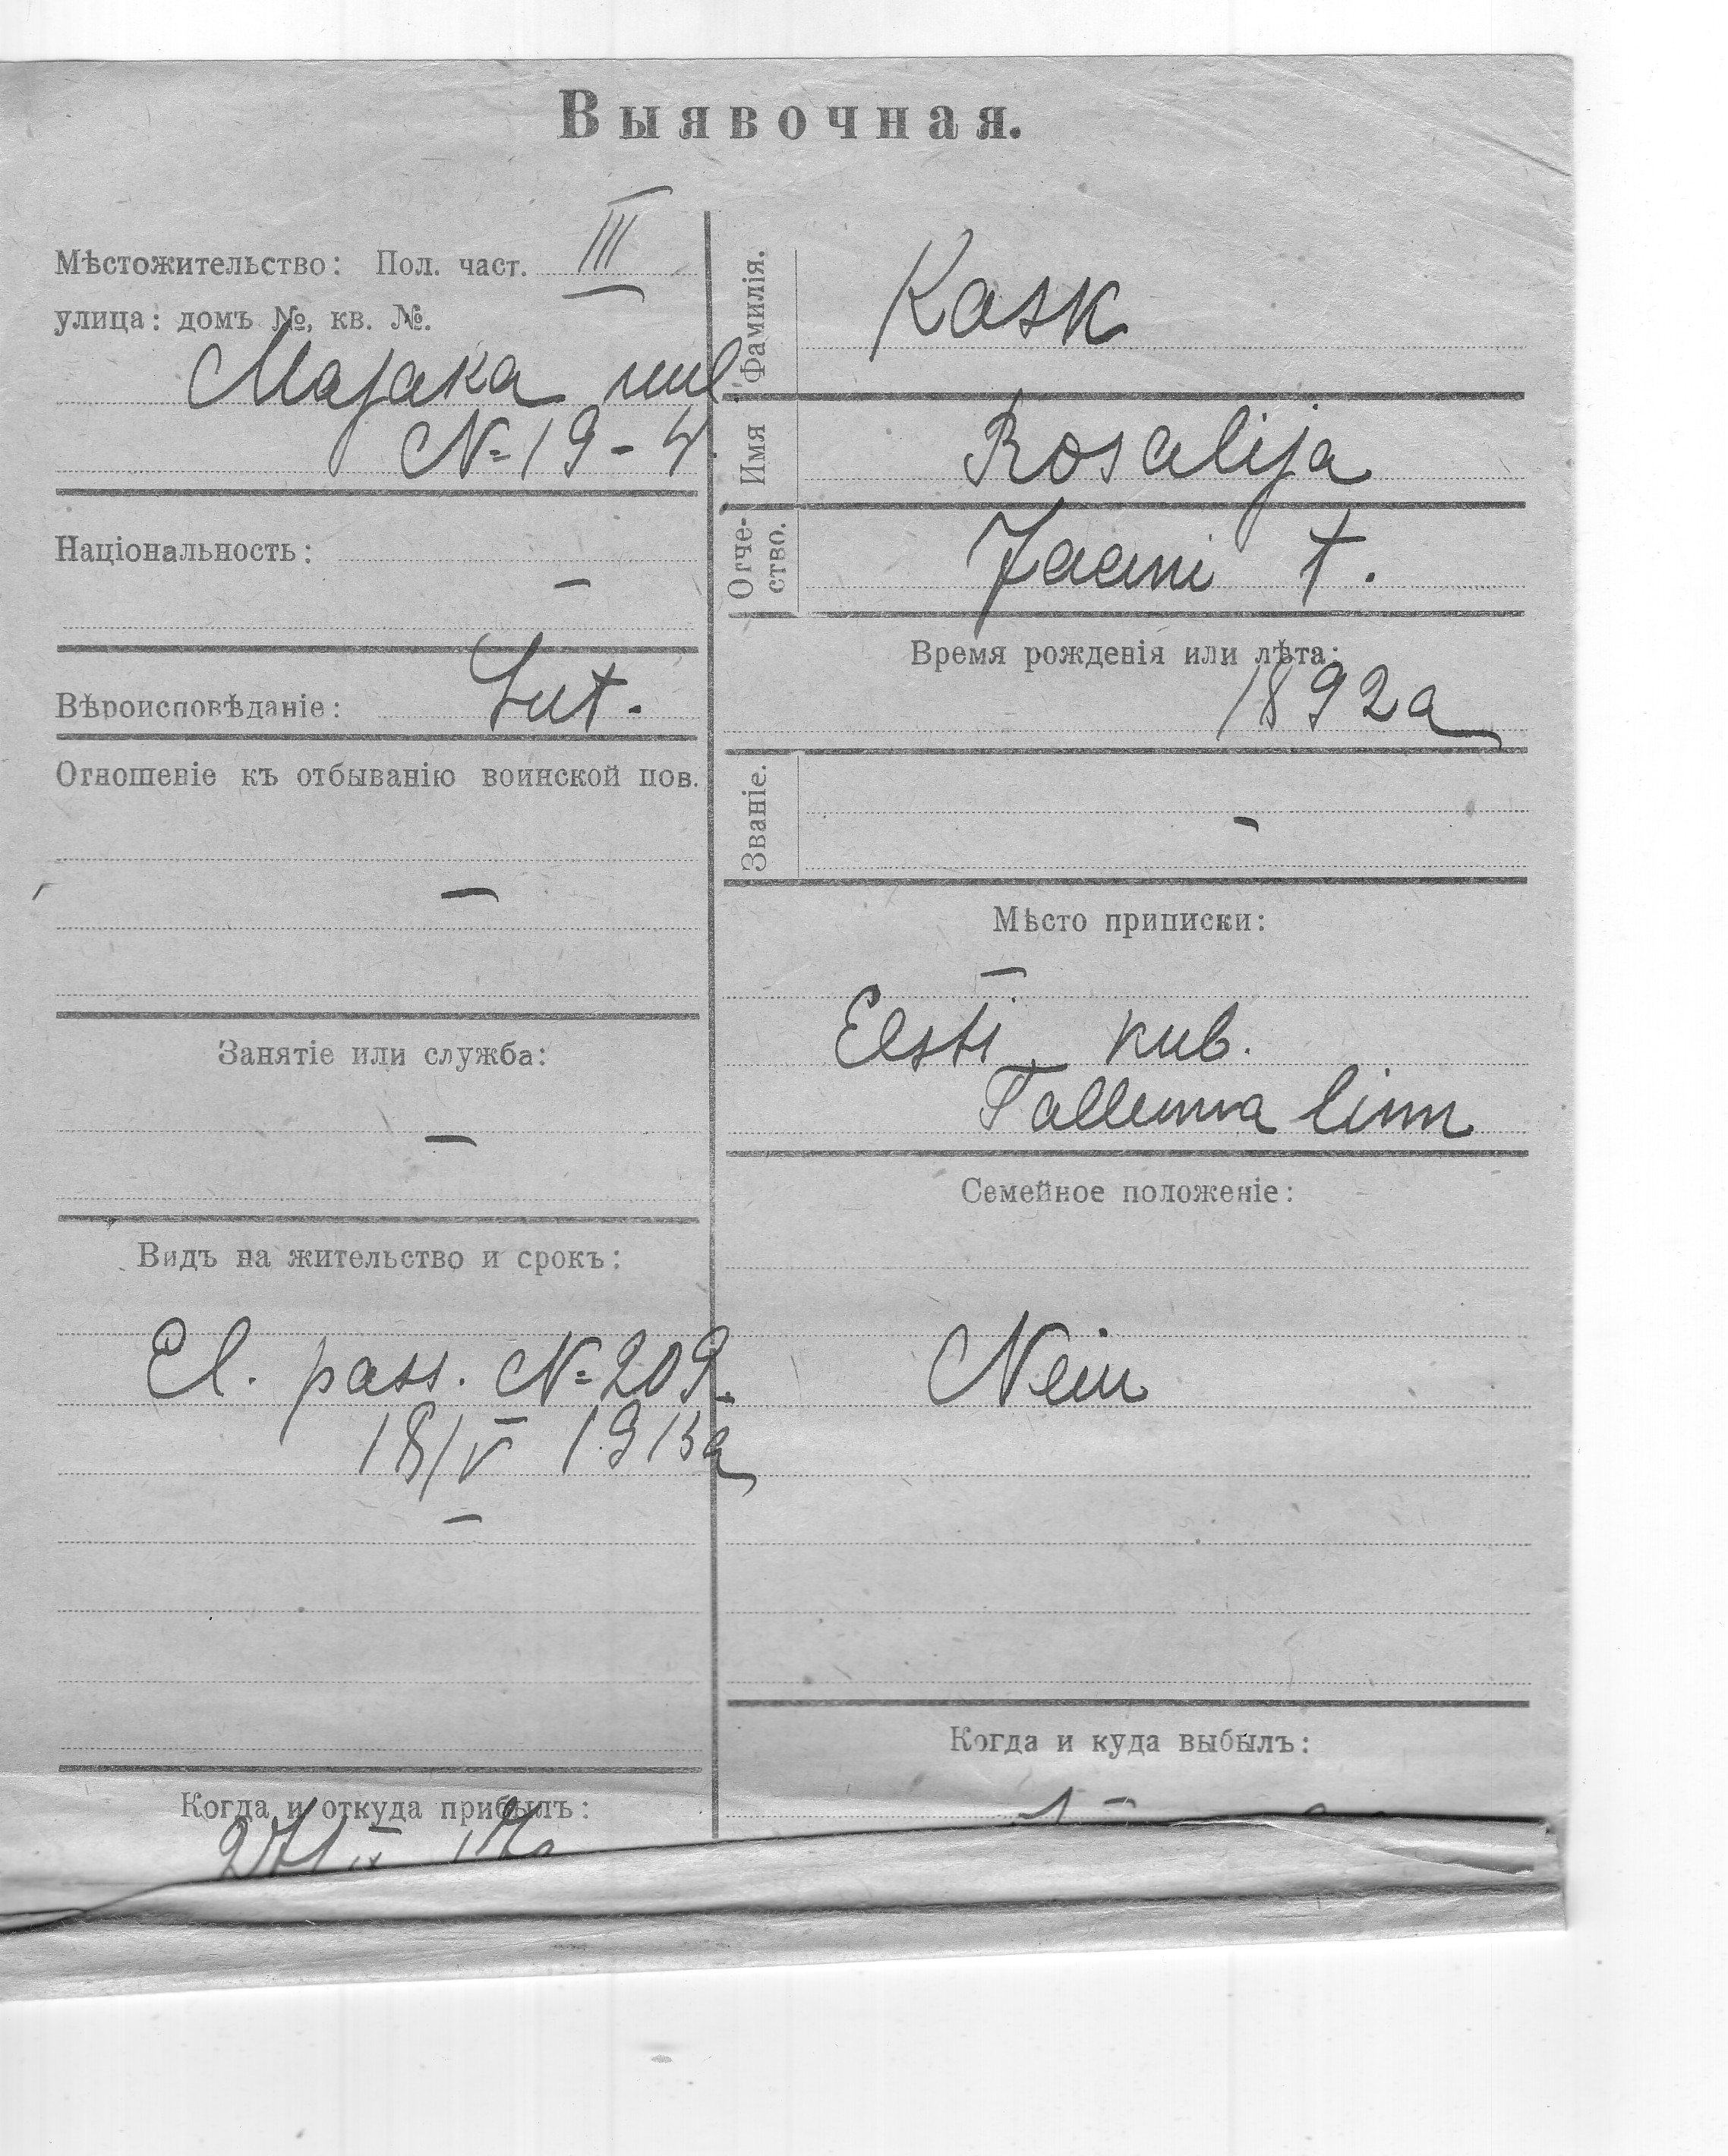 Выявочная.
Мѣстожительство: Пол. част. III
улица: домъ №, кв. №.
Majaka uul.
№ 19-4.
Національность: –
Вѣроисповѣданіе: Lut.
Отношеніе къ отбыванію воинской пов.
–
Занятіе или служба:
–
Видъ на жительство и срокъ:
El. pass. № 209.
18/V 1913a
–
Когда и откуда прибылъ:
Фамилія. Kask
Имя Rosalija
Отче-
ство. Jaani t.
Время рожденія или лѣта:
1892a
Званіе. –
Мѣсто приписки:
–
Eesti kub.
Tallinna linn
Семейное положеніе:
Neiu
Когда и куда выбылъ: